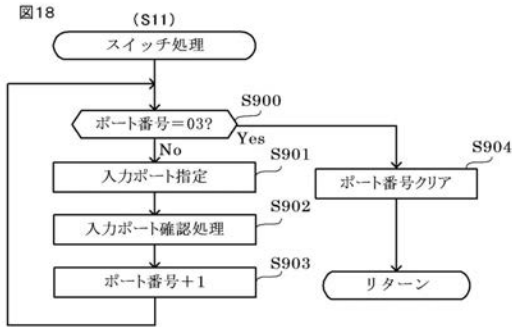 図18
(S11)
スイッチ処理
ポート番号=03?
S900
Yes
No
入力ポート指定
S901
入力ポート確認処理
S902
ポート番号+1
S903
ポート番号クリア
S904
リターン